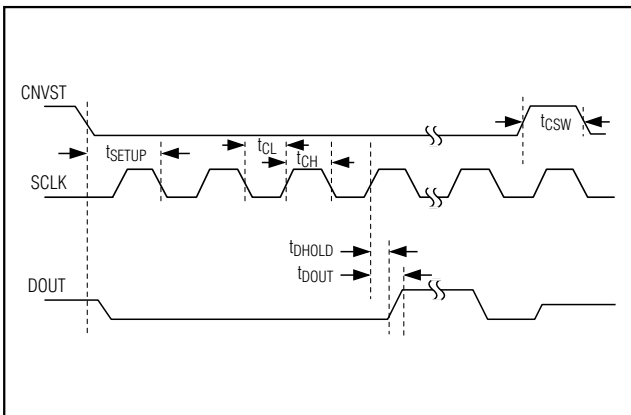 CNVST
tCSW
tSETUP
tCL
tCH
SCLK
tDHOLD
tDOUT
DOUT